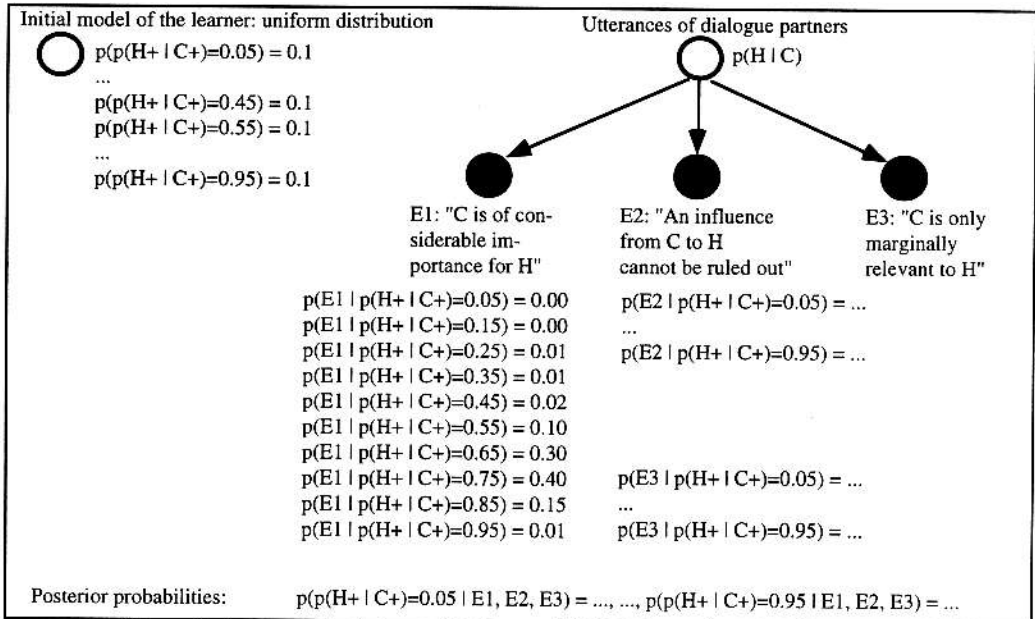 Initial model of the learner: uniform distribution
p(p(H+ | C+)=0.05) = 0.1
...
p(p(H+ | C+)=0.45) = 0.1
p(p(H+ | C+)=0.55) = 0.1
...
p(p(H+ | C+)=0.95) = 0.1
Utterances of dialogue partners
p(H | C)
E1: "C is of con-
siderable im-
portance for H"
E2: "An influence
from C to H
cannot be ruled out"
E3: "C is only
marginally
relevant to H"
p(E1 | p(H+ | C+)=0.05) = 0.00
p(E1 | p(H+ | C+)=0.15) = 0.00
p(E1 | p(H+ | C+)=0.25) = 0.01
p(E1 | p(H+ | C+)=0.35) = 0.01
p(E1 | p(H+ | C+)=0.45) = 0.02
p(E1 | p(H+ | C+)=0.55) = 0.10
p(E1 | p(H+ | C+)=0.65) = 0.30
p(E1 | p(H+ | C+)=0.75) = 0.40
p(E1 | p(H+ | C+)=0.85) = 0.15
p(E1 | p(H+ | C+)=0.95) = 0.01
p(E2 | p(H+ | C+)=0.05) = ...
...
p(E2 | p(H+ | C+)=0.95) = ...
p(E3 | p(H+ | C+)=0.05) = ...
...
p(E3 | p(H+ | C+)=0.95) = ...
Posterior probabilities: p(p(H+ | C+)=0.05 | E1, E2, E3) = ..., ..., p(p(H+ | C+)=0.95 | E1, E2, E3) = ...